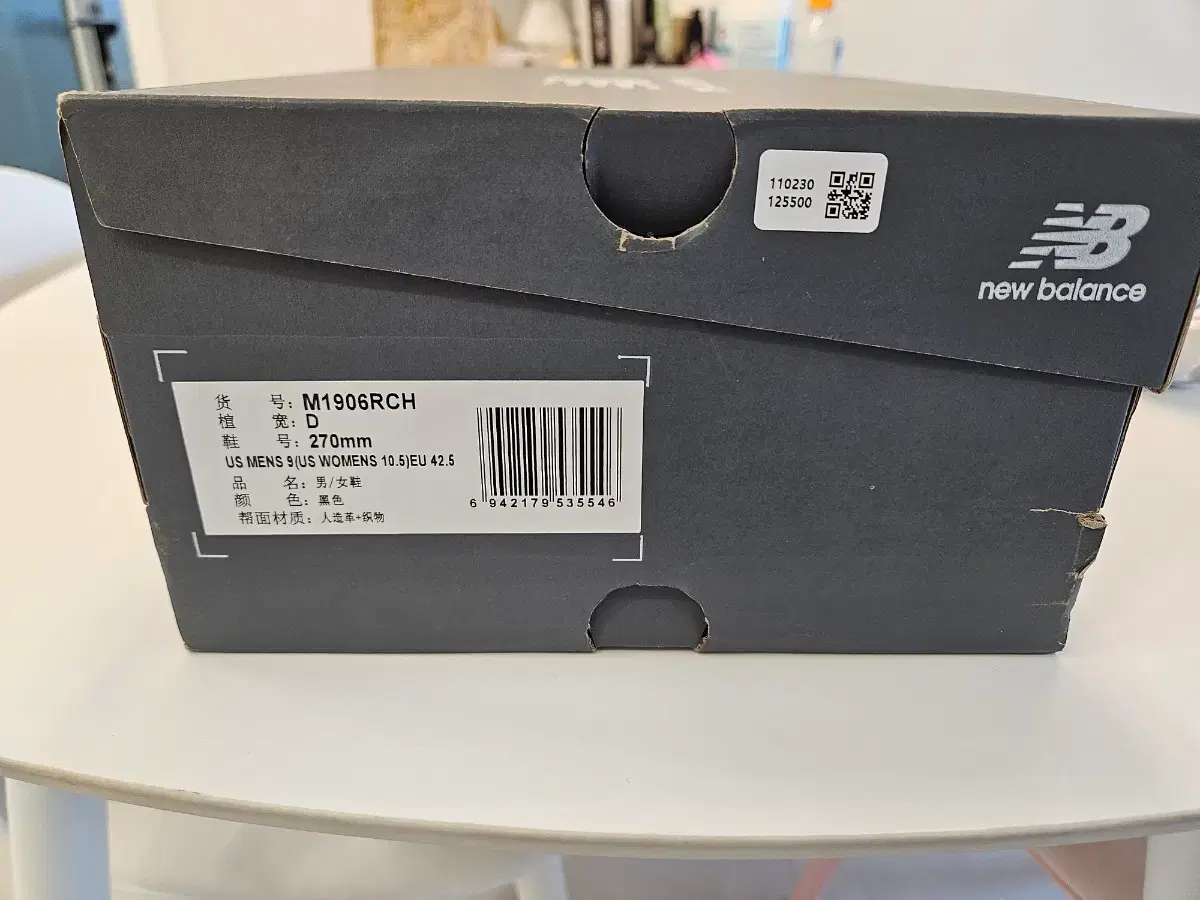 110230
125500
new balance
货 号: M1906RCH
楦 宽: D
鞋 号: 270mm
US MENS 9(US WOMENS 10.5)EU 42.5
品 名: 男/女鞋
颜 色: 黑色
帮面材质: 人造革+织物
6 942179 535546